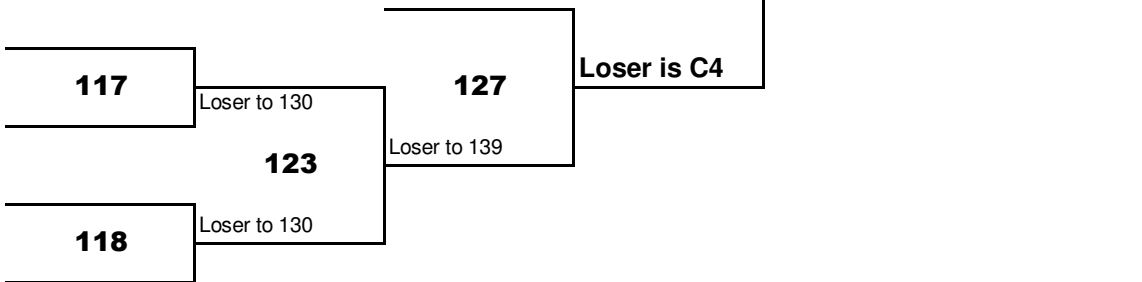 Loser is C4
117
127
Loser to 130
Loser to 139
123
Loser to 130
118